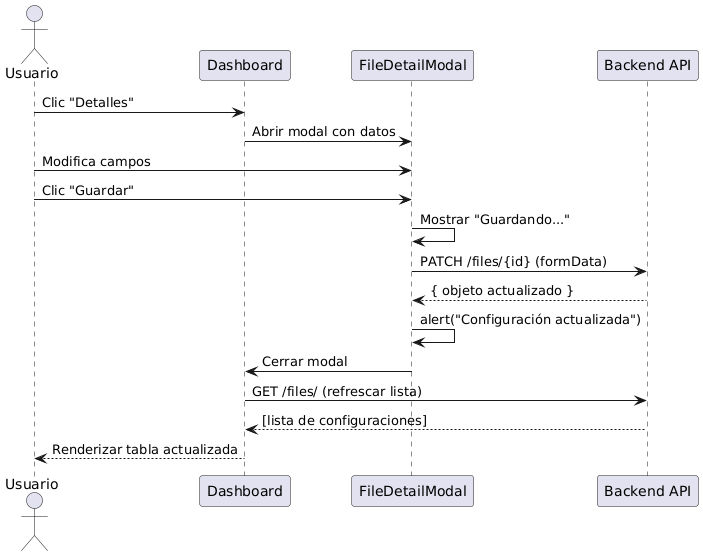 Usuario
Dashboard
FileDetailModal
Backend API
Clic "Detalles"
Abrir modal con datos
Modifica campos
Clic "Guardar"
Mostrar "Guardando..."
PATCH /files/{id} (formData)
{ objeto actualizado }
alert("Configuración actualizada")
Cerrar modal
GET /files/ (refrescar lista)
[lista de configuraciones]
Renderizar tabla actualizada
Usuario
Dashboard
FileDetailModal
Backend API